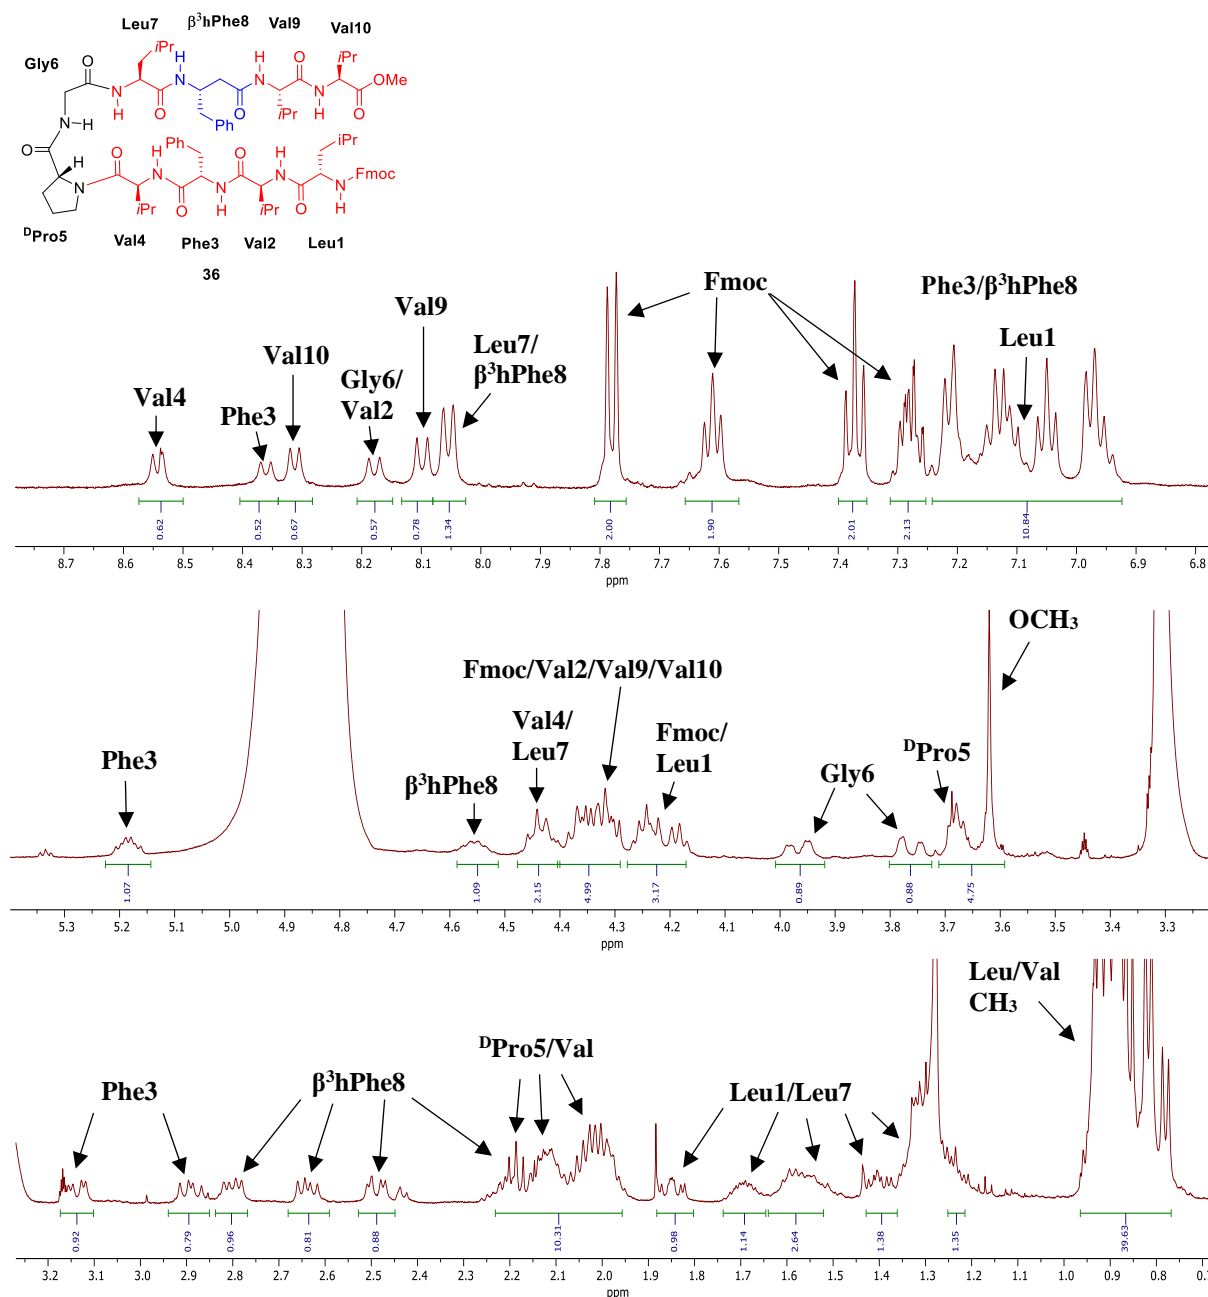 Leu7 β³hPhe8 Val9 Val10
Gly6
iPr H H iPr
O N O N O OMe
N O N O N O
H H iPr H
N-H Ph
O
H Ph iPr
O H O H
N N N N Fmoc
O N O N O H
iPr H H iPr
ᴰPro5 Val4 Phe3 Val2 Leu1
36
Fmoc
Phe3/β³hPhe8
Val9
Leu1
Leu7/
β³hPhe8
Val10
Gly6/
Val2
Val4
Phe3
0.62 0.52 0.67 0.57 0.78 1.34 2.00 1.90 2.01 2.13 10.84
8.7 8.6 8.5 8.4 8.3 8.2 8.1 8.0 7.9 7.8 7.7 7.6 7.5 7.4 7.3 7.2 7.1 7.0 6.9 6.8
ppm
OCH₃
Fmoc/Val2/Val9/Val10
Val4/
Leu7
Fmoc/
Leu1
ᴰPro5
Phe3
β³hPhe8
Gly6
1.07 1.09 2.15 4.99 3.17 0.89 0.88 4.75
5.3 5.2 5.1 5.0 4.9 4.8 4.7 4.6 4.5 4.4 4.3 4.2 4.1 4.0 3.9 3.8 3.7 3.6 3.5 3.4 3.3
ppm
Leu/Val
CH₃
ᴰPro5/Val
Phe3
β³hPhe8
Leu1/Leu7
0.92 0.79 0.96 0.81 0.88 10.31 0.98 1.14 2.64 1.38 1.35 39.63
3.2 3.1 3.0 2.9 2.8 2.7 2.6 2.5 2.4 2.3 2.2 2.1 2.0 1.9 1.8 1.7 1.6 1.5 1.4 1.3 1.2 1.1 1.0 0.9 0.8 0.7
ppm